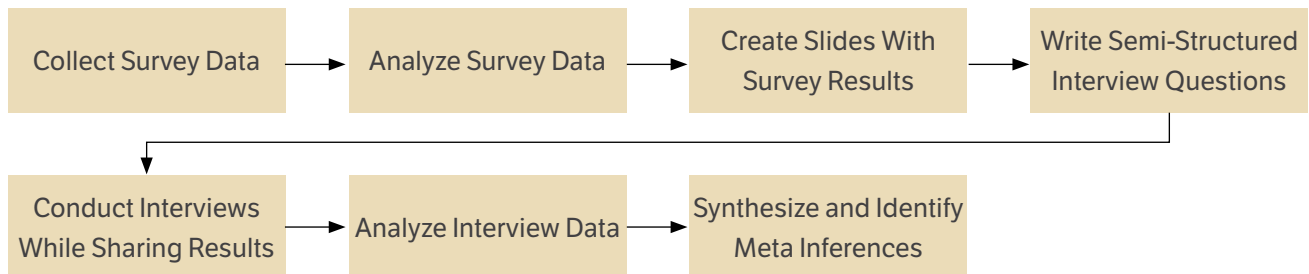 Collect Survey Data
Analyze Survey Data
Create Slides With
Survey Results
Write Semi-Structured
Interview Questions
Conduct Interviews
While Sharing Results
Analyze Interview Data
Synthesize and Identify
Meta Inferences